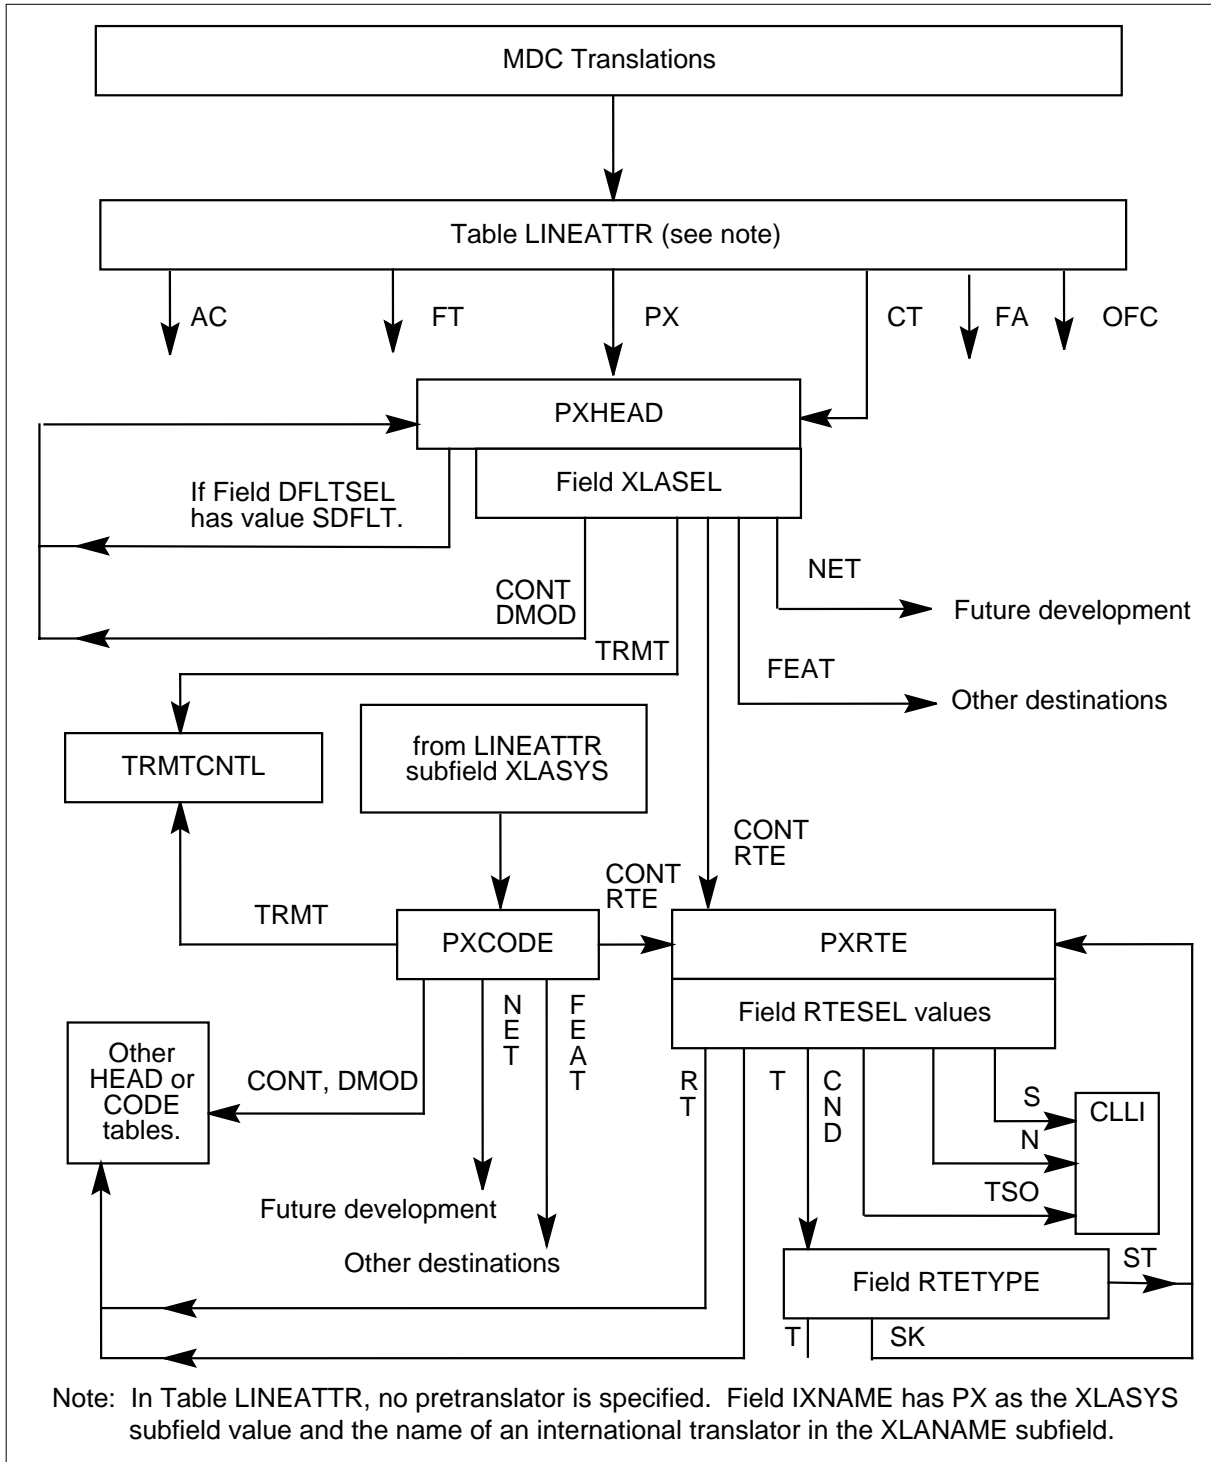 MDC Translations
Table LINEATTR (see note)
AC
FT
PX
CT
FA
OFC
PXHEAD
Field XLASEL
If Field DFLTSEL
has value SDFLT.
NET
CONT
DMOD
Future development
TRMT
FEAT
Other destinations
from LINEATTR
subfield XLASYS
TRMTCNTL
CONT
RTE
CONT
RTE
TRMT
PXCODE
PXRTE
NET
FEAT
Field RTESEL values
Other
HEAD or
CODE
tables.
CONT, DMOD
RT
T
CND
S
CLLI
N
TSO
Future development
Other destinations
Field RTETYPE
ST
T
SK
Note: In Table LINEATTR, no pretranslator is specified. Field IXNAME has PX as the XLASYS
subfield value and the name of an international translator in the XLANAME subfield.